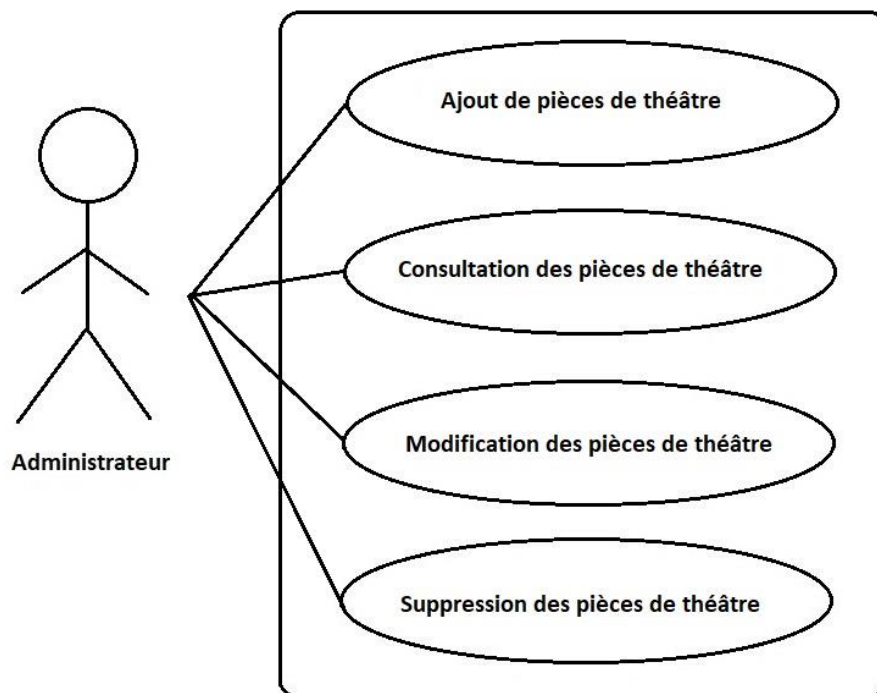 Ajout de pièces de théâtre
Consultation des pièces de théâtre
Modification des pièces de théâtre
Administrateur
Suppression des pièces de théâtre